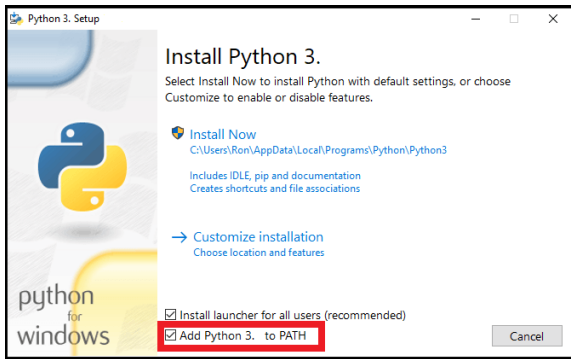 Python 3. Setup
Install Python 3.
Select Install Now to install Python with default settings, or choose
Customize to enable or disable features.
Install Now
C:\Users\Ron\AppData\Local\Programs\Python\Python3
Includes IDLE, pip and documentation
Creates shortcuts and file associations
→ Customize installation
Choose location and features
python
for
windows
Install launcher for all users (recommended)
Add Python 3. to PATH
Cancel